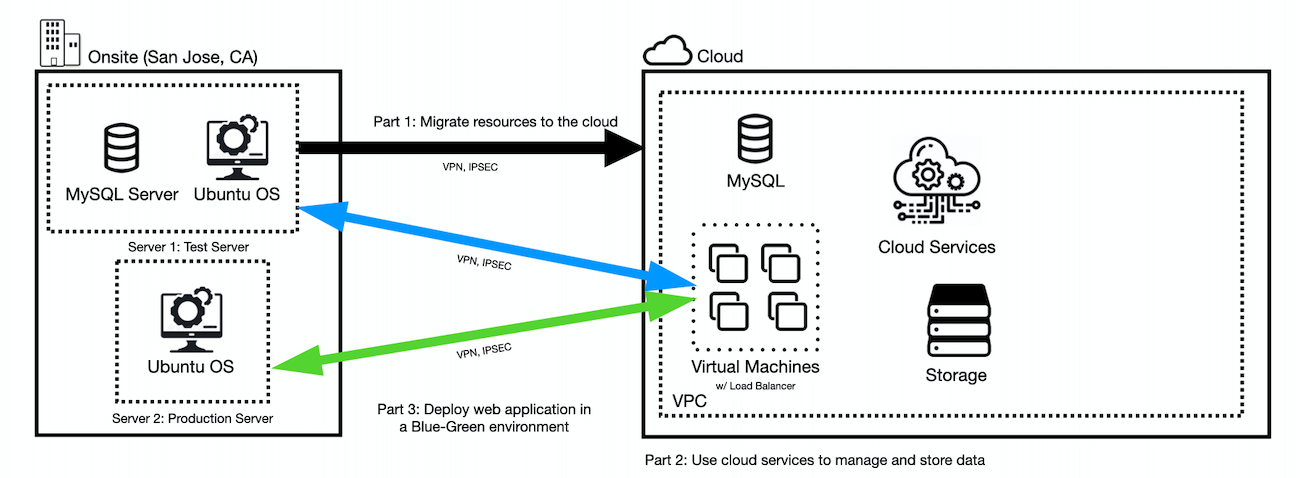 Onsite (San Jose, CA)
Cloud
Part 1: Migrate resources to the cloud
VPN, IPSEC
MySQL Server
Ubuntu OS
Server 1: Test Server
MySQL
Cloud Services
VPN, IPSEC
Ubuntu OS
Server 2: Production Server
VPN, IPSEC
Virtual Machines
w/ Load Balancer
Storage
VPC
Part 3: Deploy web application in
a Blue-Green environment
Part 2: Use cloud services to manage and store data